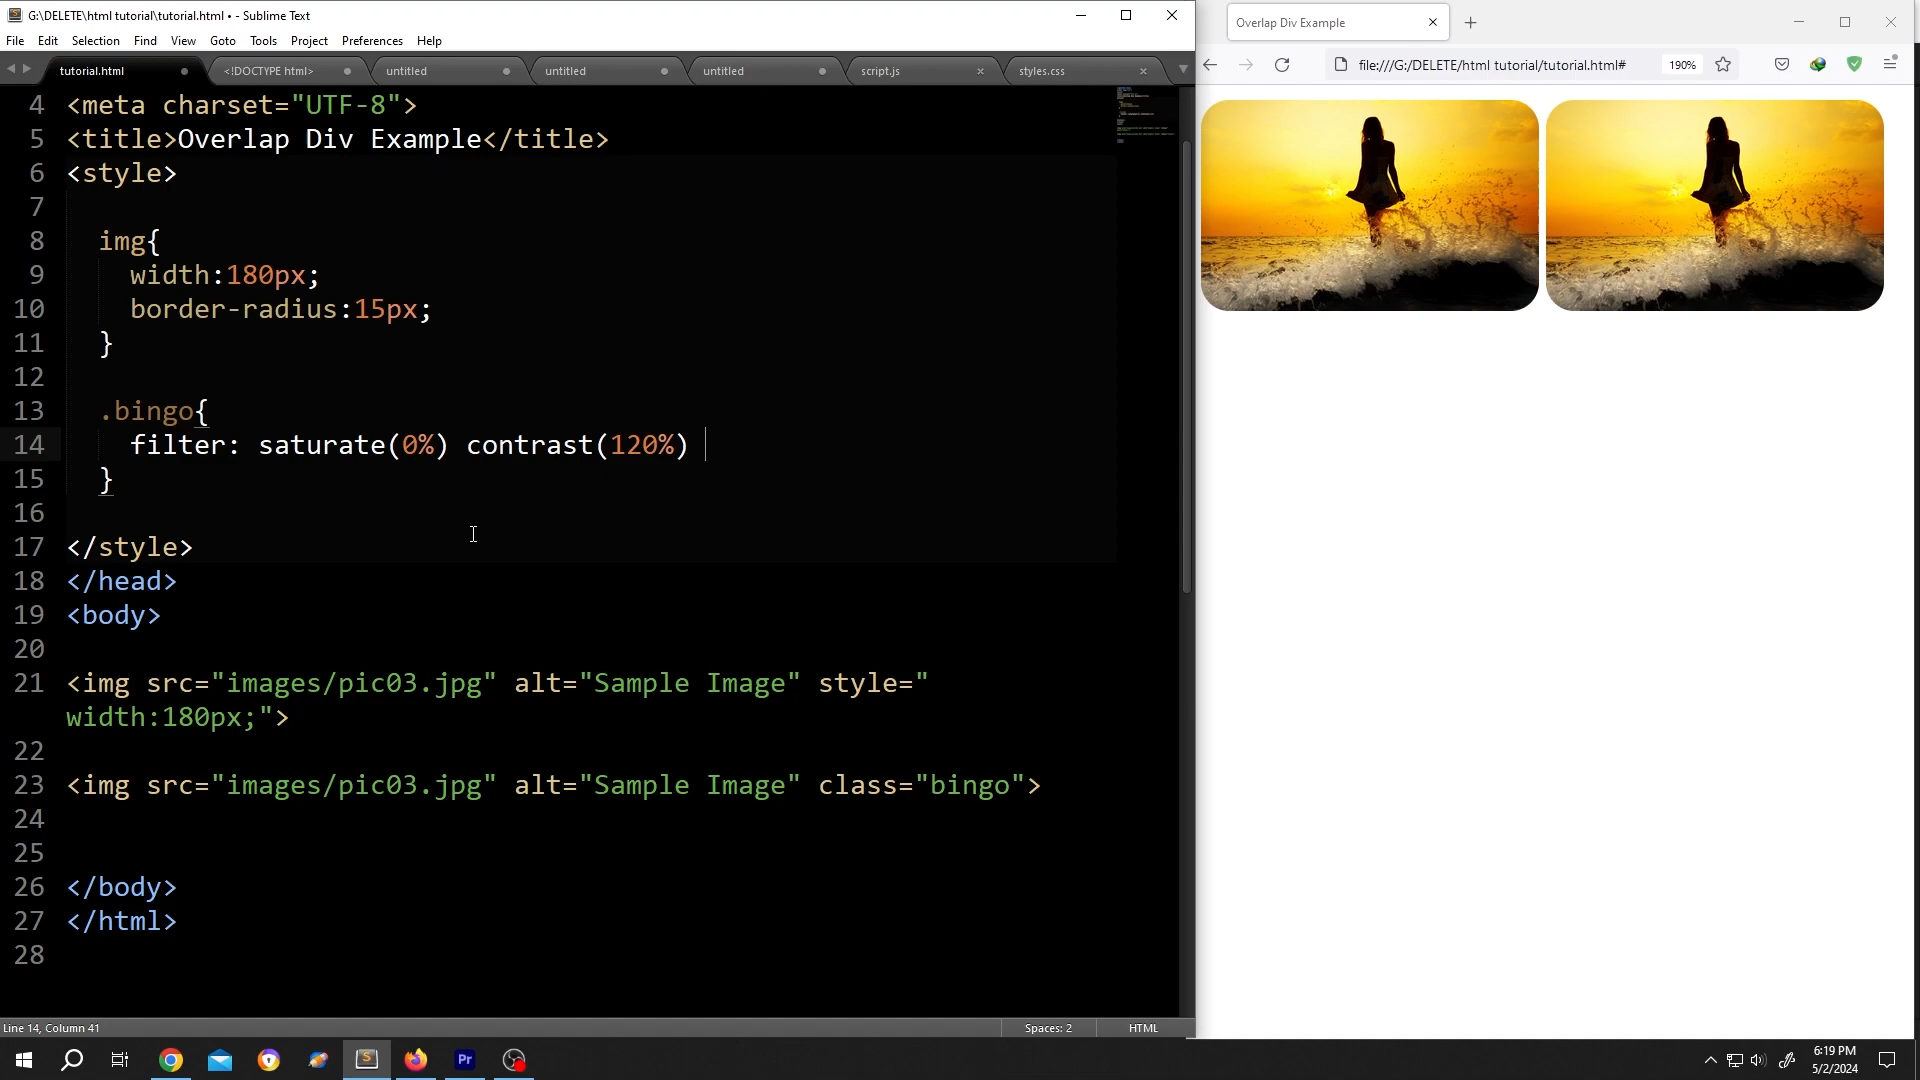 G:\DELETE\html tutorial\tutorial.html • - Sublime Text
File Edit Selection Find View Goto Tools Project Preferences Help
tutorial.html <!DOCTYPE html> untitled untitled untitled script.js styles.css
4 <meta charset="UTF-8">
5 <title>Overlap Div Example</title>
6 <style>
7
8 img{
9 width:180px;
10 border-radius:15px;
11 }
12
13 .bingo{
14 filter: saturate(0%) contrast(120%)
15 }
16
17 </style>
18 </head>
19 <body>
20
21 <img src="images/pic03.jpg" alt="Sample Image" style="
width:180px;">
22
23 <img src="images/pic03.jpg" alt="Sample Image" class="bingo">
24
25
26 </body>
27 </html>
28
Line 14, Column 41 Spaces: 2 HTML
Overlap Div Example
file:///G:/DELETE/html tutorial/tutorial.html# 190%
Pr
6:19 PM
5/2/2024